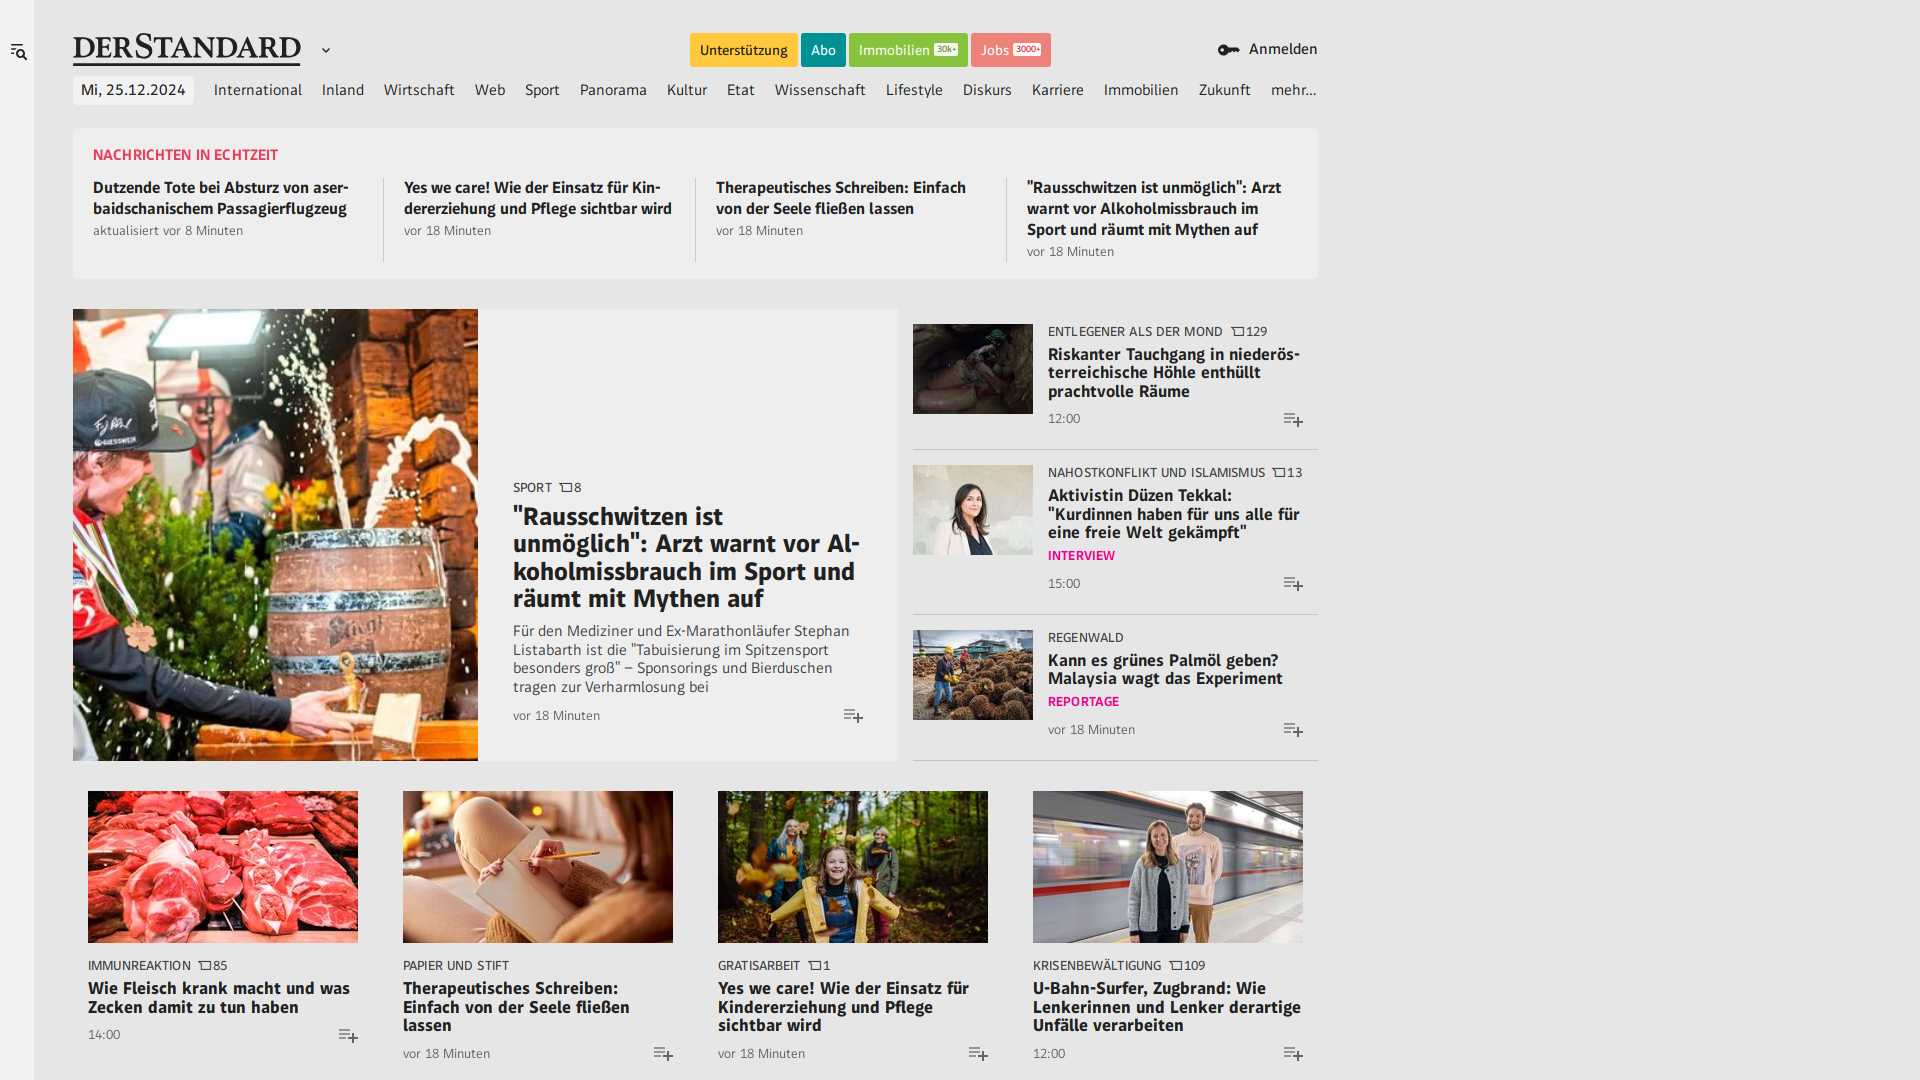 DERSTANDARD
Unterstützung
Abo
Immobilien 30k+
Jobs 3000+
Anmelden
Mi, 25.12.2024
International
Inland
Wirtschaft
Web
Sport
Panorama
Kultur
Etat
Wissenschaft
Lifestyle
Diskurs
Karriere
Immobilien
Zukunft
mehr...
NACHRICHTEN IN ECHTZEIT
Dutzende Tote bei Absturz von aser-
baidschanischem Passagierflugzeug
aktualisiert vor 8 Minuten
Yes we care! Wie der Einsatz für Kin-
dererziehung und Pflege sichtbar wird
vor 18 Minuten
Therapeutisches Schreiben: Einfach
von der Seele fließen lassen
vor 18 Minuten
"Rausschwitzen ist unmöglich": Arzt
warnt vor Alkoholmissbrauch im
Sport und räumt mit Mythen auf
vor 18 Minuten
SPORT 8
"Rausschwitzen ist
unmöglich": Arzt warnt vor Al-
koholmissbrauch im Sport und
räumt mit Mythen auf
Für den Mediziner und Ex-Marathonläufer Stephan
Listabarth ist die "Tabuisierung im Spitzensport
besonders groß" – Sponsorings und Bierduschen
tragen zur Verharmlosung bei
vor 18 Minuten
ENTLEGENER ALS DER MOND 129
Riskanter Tauchgang in niederös-
terreichische Höhle enthüllt
prachtvolle Räume
12:00
NAHOSTKONFLIKT UND ISLAMISMUS 13
Aktivistin Düzen Tekkal:
"Kurdinnen haben für uns alle für
eine freie Welt gekämpft"
INTERVIEW
15:00
REGENWALD
Kann es grünes Palmöl geben?
Malaysia wagt das Experiment
REPORTAGE
vor 18 Minuten
IMMUNREAKTION 85
Wie Fleisch krank macht und was
Zecken damit zu tun haben
14:00
PAPIER UND STIFT
Therapeutisches Schreiben:
Einfach von der Seele fließen
lassen
vor 18 Minuten
GRATISARBEIT 1
Yes we care! Wie der Einsatz für
Kindererziehung und Pflege
sichtbar wird
vor 18 Minuten
KRISENBEWÄLTIGUNG 109
U-Bahn-Surfer, Zugbrand: Wie
Lenkerinnen und Lenker derartige
Unfälle verarbeiten
12:00